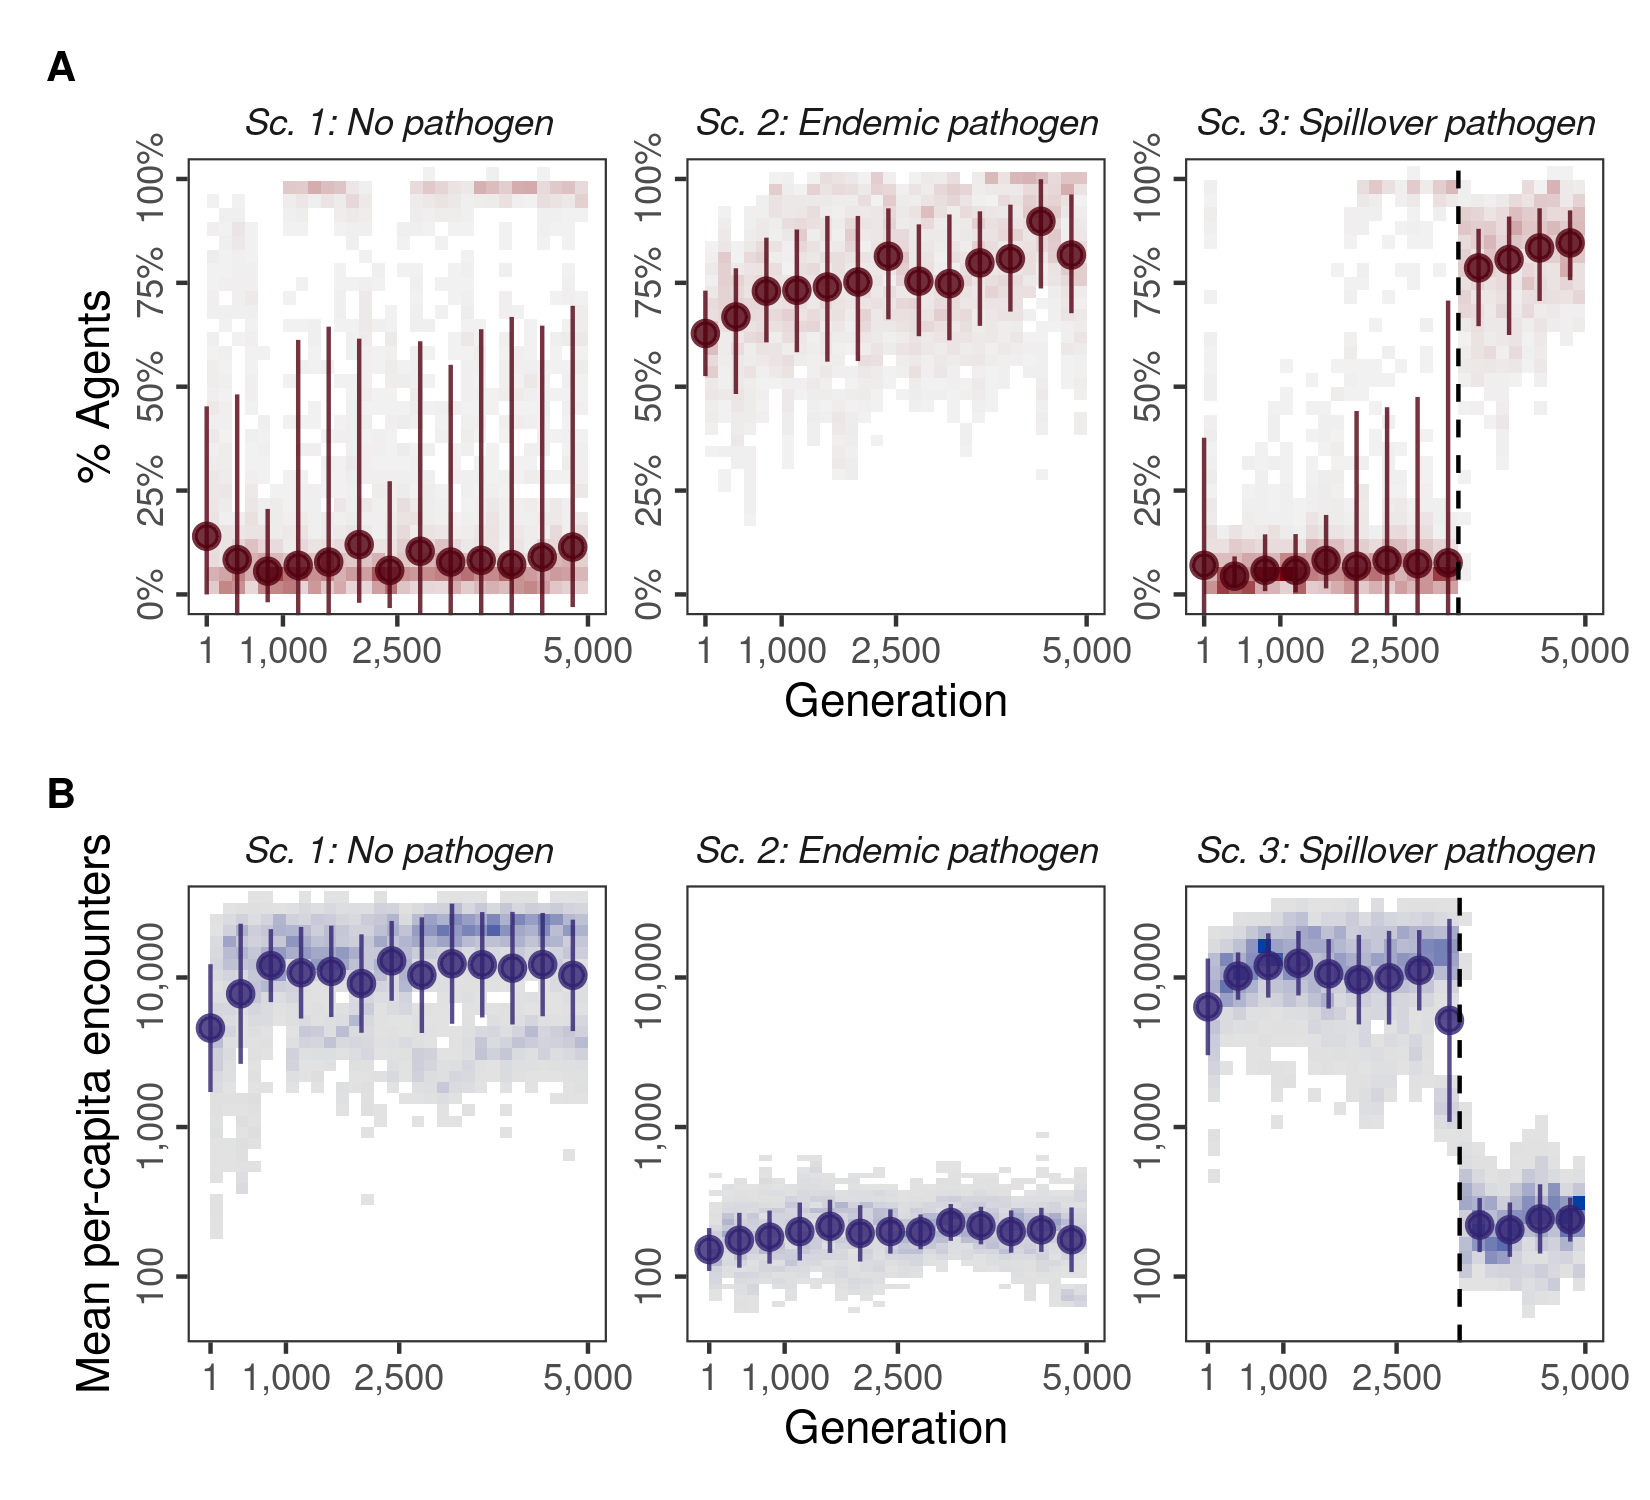 A
Sc. 1: No pathogen
Sc. 2: Endemic pathogen
Sc. 3: Spillover pathogen
% Agents
100%
75%
50%
25%
0%
100%
75%
50%
25%
0%
100%
75%
50%
25%
0%
1 1,000 2,500 5,000
1 1,000 2,500 5,000
1 1,000 2,500 5,000
Generation
B
Sc. 1: No pathogen
Sc. 2: Endemic pathogen
Sc. 3: Spillover pathogen
Mean per-capita encounters
10,000
1,000
100
10,000
1,000
100
10,000
1,000
100
1 1,000 2,500 5,000
1 1,000 2,500 5,000
1 1,000 2,500 5,000
Generation